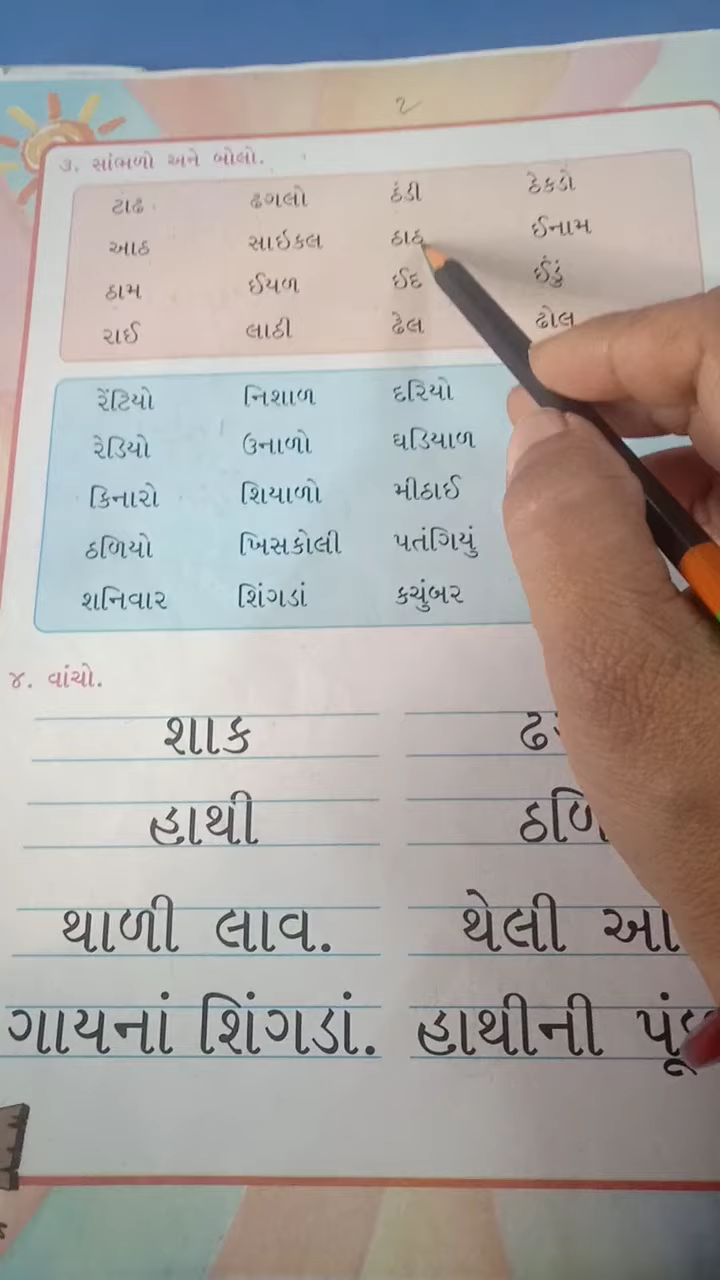 ૨
૩. સાંભળો અને બોલો.
ટાઢ ઢગલો ઠંડી ઠેકડો
આઠ સાઇકલ ઠાઠ ઈનામ
ઠામ ઈયળ ઈદ ઈંડું
રાઈ લાઠી ઢેલ ઢોલ
રેંટિયો નિશાળ દરિયો
રેડિયો ઉનાળો ઘડિયાળ
કિનારો શિયાળો મીઠાઈ
ઠળિયો ખિસકોલી પતંગિયું
શનિવાર શિંગડાં કચુંબર
૪. વાંચો.
શાક
હાથી
થાળી લાવ. થેલી
ગાયનાં શિંગડાં. હાથીની